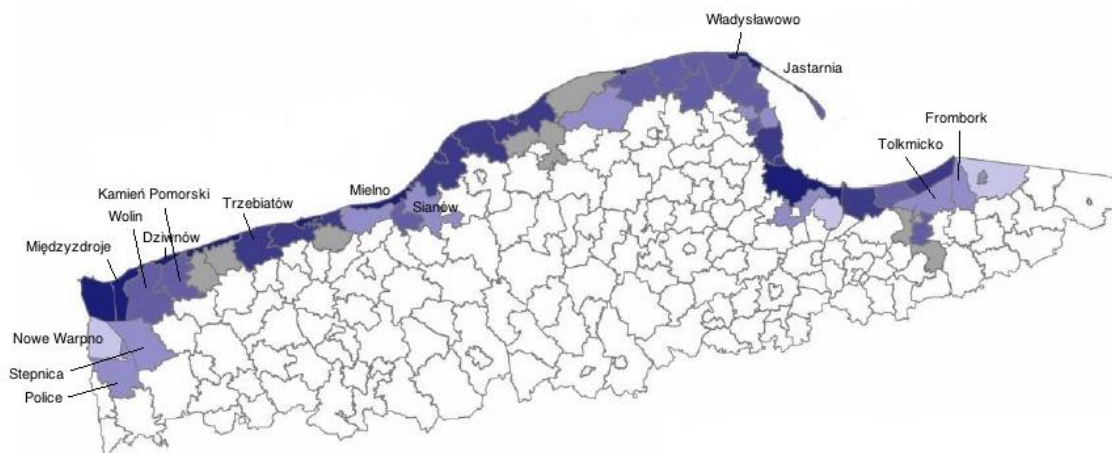 Władysławowo
Jastarnia
Frombork
Tolkmicko
Kamień Pomorski
Mielno
Trzebiatów
Sianów
Wolin
Dziwnów
Międzyzdroje
Nowe Warpno
Stepnica
Police